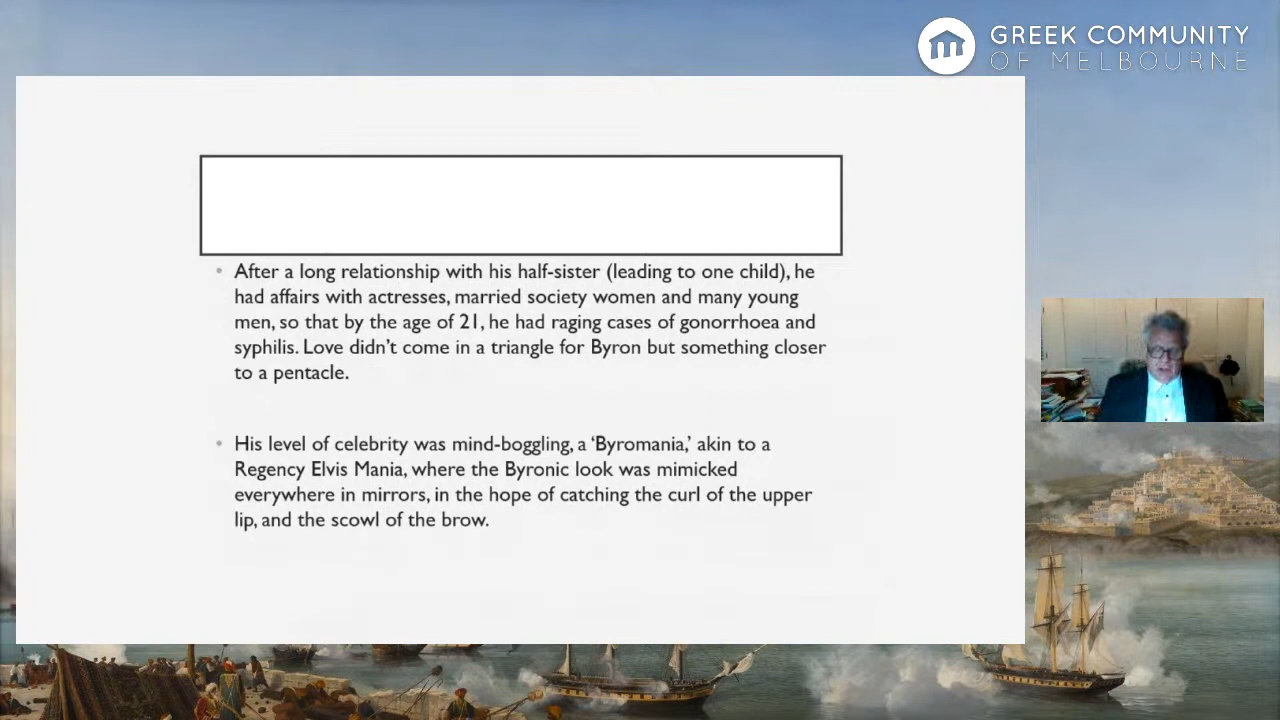 GREEK COMMUNITY
OF MELBOURNE
• After a long relationship with his half-sister (leading to one child), he
had affairs with actresses, married society women and many young
men, so that by the age of 21, he had raging cases of gonorrhoea and
syphilis. Love didn’t come in a triangle for Byron but something closer
to a pentacle.
• His level of celebrity was mind-boggling, a ‘Byromania,’ akin to a
Regency Elvis Mania, where the Byronic look was mimicked
everywhere in mirrors, in the hope of catching the curl of the upper
lip, and the scowl of the brow.